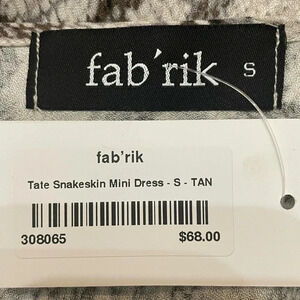 fab'rik S
fab'rik
Tate Snakeskin Mini Dress - S - TAN
308065 $68.00